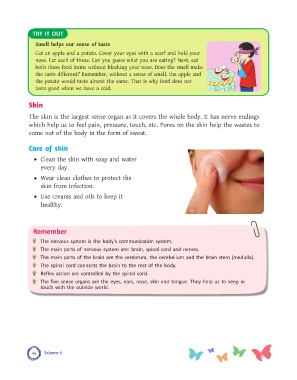 TRY IT OUT
Smell helps our sense of taste
Cut an apple and a potato. Cover your eyes with a scarf and hold your
nose. Eat each of them. Can you guess what you are eating? Next, eat
both these food items without blocking your nose. Does the smell make
the taste different? Remember, without a sense of smell, the apple and
the potato would taste almost the same. That is why food does not
taste good when we have a cold.
Skin
The skin is the largest sense organ as it covers the whole body. It has nerve endings
which help us to feel pain, pressure, touch, etc. Pores on the skin help the wastes to
come out of the body in the form of sweat.
Care of skin
• Clean the skin with soap and water
every day.
• Wear clean clothes to protect the
skin from infection.
• Use creams and oils to keep it
healthy.
Remember
The nervous system is the body's communication system.
The main parts of nervous system are: brain, spinal cord and nerves.
The main parts of the brain are the cerebrum, the cerebellum and the brain stem (medulla).
The spinal cord connects the brain to the rest of the body.
Reflex action are controlled by the spinal cord.
The five sense organs are the eyes, ears, nose, skin and tongue. They help us to keep in
touch with the outside world.
Science-5